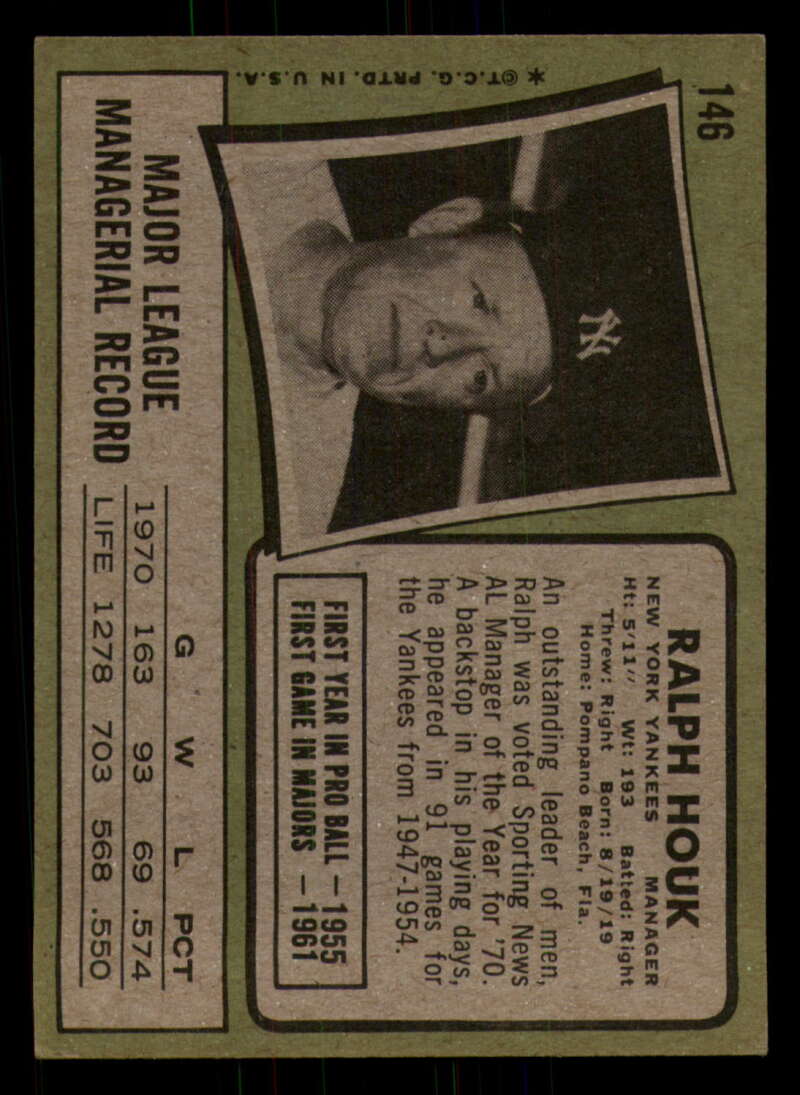 146
NY
RALPH HOUK
NEW YORK YANKEES MANAGER
Ht: 5'11" Wt: 193 Batted: Right
Threw: Right Born: 8/19/19
Home: Pompano Beach, Fla.
An outstanding leader of men,
Ralph was voted Sporting News
AL Manager of the Year for '70.
A backstop in his playing days,
he appeared in 91 games for
the Yankees from 1947-1954.
FIRST YEAR IN PRO BALL — 1955
FIRST GAME IN MAJORS — 1961
MAJOR LEAGUE
MANAGERIAL RECORD
G W L PCT
1970 163 93 69 .574
LIFE 1278 703 568 .550
* ©T.C.G. PRTD. IN U.S.A.